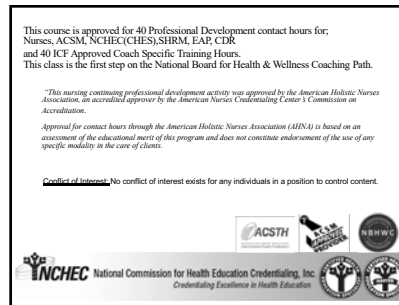 This course is approved for 40 Professional Development contact hours for;
Nurses, ACSM, NCHEC(CHES),SHRM, EAP, CDR
and 40 ICF Approved Coach Specific Training Hours.
This class is the first step on the National Board for Health & Wellness Coaching Path.
"This nursing continuing professional development activity was approved by the American Holistic Nurses
Association, an accredited approver by the American Nurses Credentialing Center's Commission on
Accreditation.
Approval for contact hours through the American Holistic Nurses Association (AHNA) is based on an
assessment of the educational merit of this program and does not constitute endorsement of the use of any
specific modality in the care of clients.
Conflict of Interest: No conflict of interest exists for any individuals in a position to control content.
ACSTH
ACSM
APPROVED
PROVIDER
NBHWC
NCHEC National Commission for Health Education Credentialing, Inc.
Credentialing Excellence in Health Education